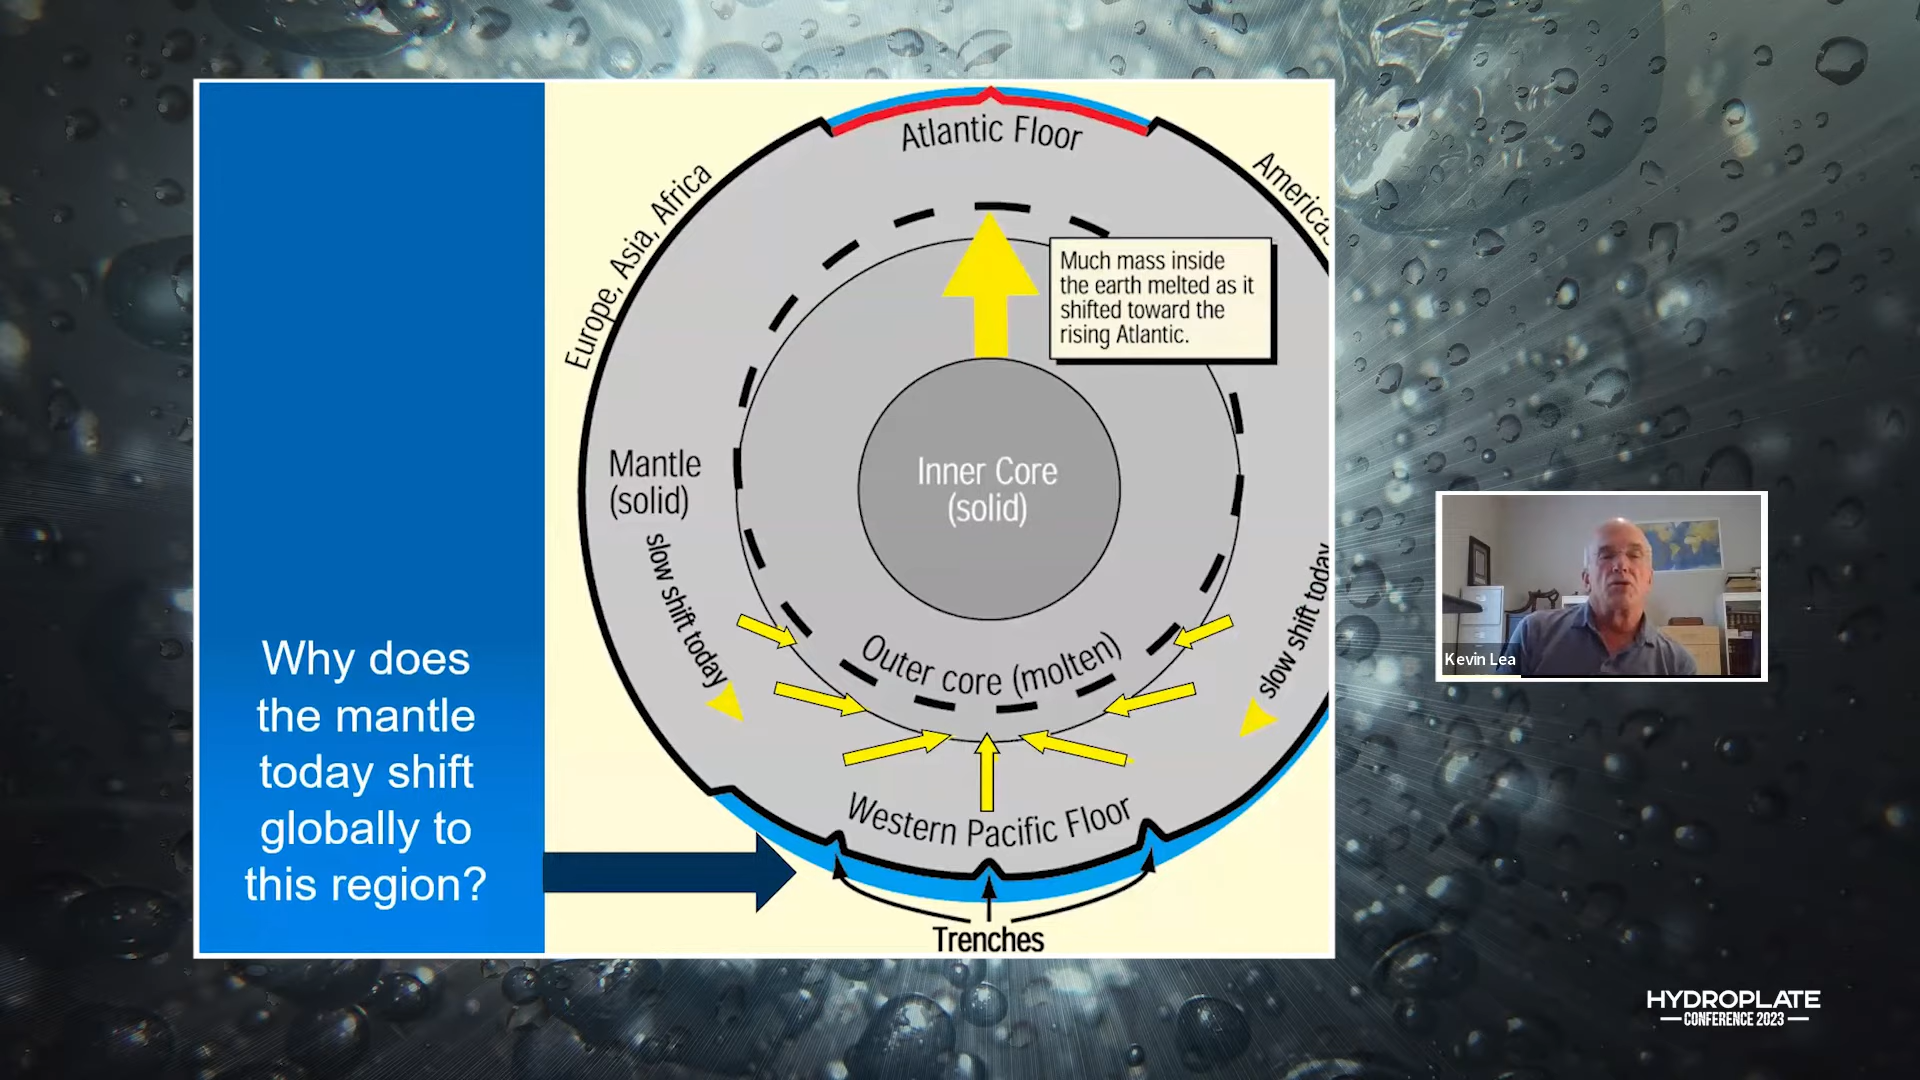 Atlantic Floor
Europe, Asia, Africa
Americas
Much mass inside
the earth melted as it
shifted toward the
rising Atlantic.
Mantle
(solid)
Inner Core
(solid)
slow shift today
slow shift today
Outer core (molten)
Western Pacific Floor
Trenches
Why does
the mantle
today shift
globally to
this region?
Kevin Lea
HYDROPLATE
CONFERENCE 2023